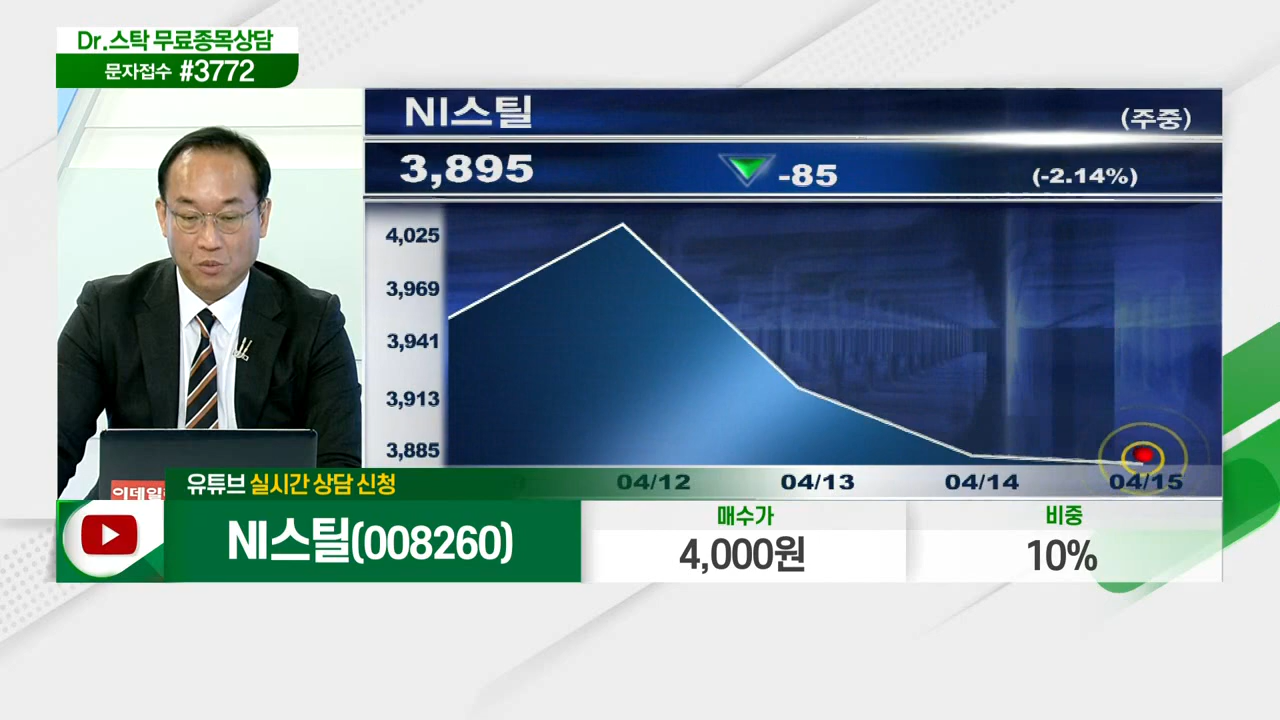 Dr.스탁 무료종목상담
문자접수 #3772
NI스틸
(주중)
3,895
-85
(-2.14%)
4,025
3,969
3,941
3,913
3,885
04/12
04/13
04/14
04/15
이데일
유튜브 실시간 상담 신청
NI스틸(008260)
매수가
4,000원
비중
10%